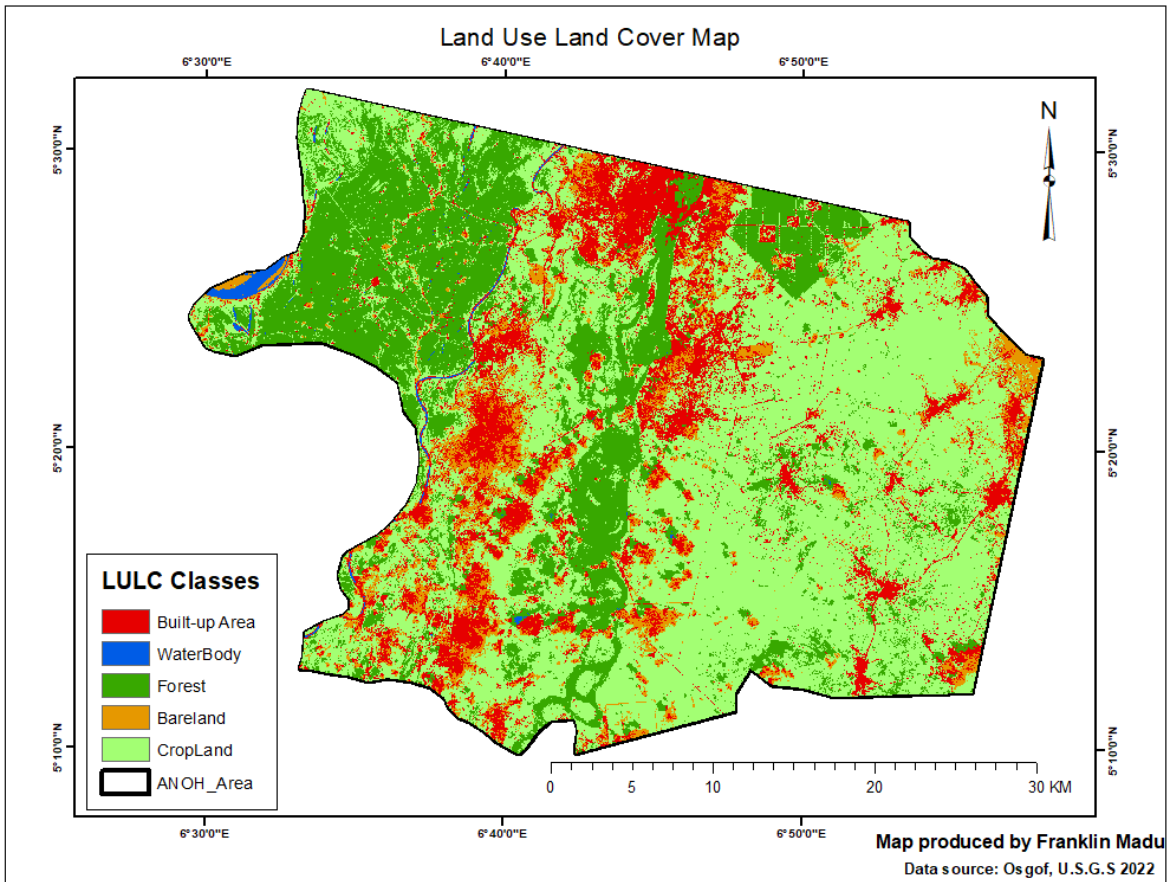 Land Use Land Cover Map
6°30'0"E 6°40'0"E 6°50'0"E
N
5°30'0"N 5°30'0"N
5°20'0"N 5°20'0"N
5°10'0"N 5°10'0"N
LULC Classes
Built-up Area
WaterBody
Forest
Bareland
CropLand
ANOH_Area
0 5 10 20 30 KM
6°30'0"E 6°40'0"E 6°50'0"E
Map produced by Franklin Madu
Data source: Osgof, U.S.G.S 2022